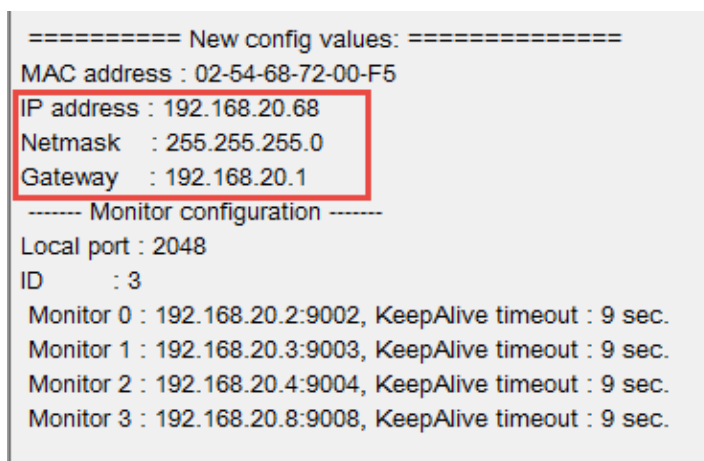 ========== New config values: ==============
MAC address : 02-54-68-72-00-F5
IP address : 192.168.20.68
Netmask : 255.255.255.0
Gateway : 192.168.20.1
------- Monitor configuration -------
Local port : 2048
ID : 3
Monitor 0 : 192.168.20.2:9002, KeepAlive timeout : 9 sec.
Monitor 1 : 192.168.20.3:9003, KeepAlive timeout : 9 sec.
Monitor 2 : 192.168.20.4:9004, KeepAlive timeout : 9 sec.
Monitor 3 : 192.168.20.8:9008, KeepAlive timeout : 9 sec.